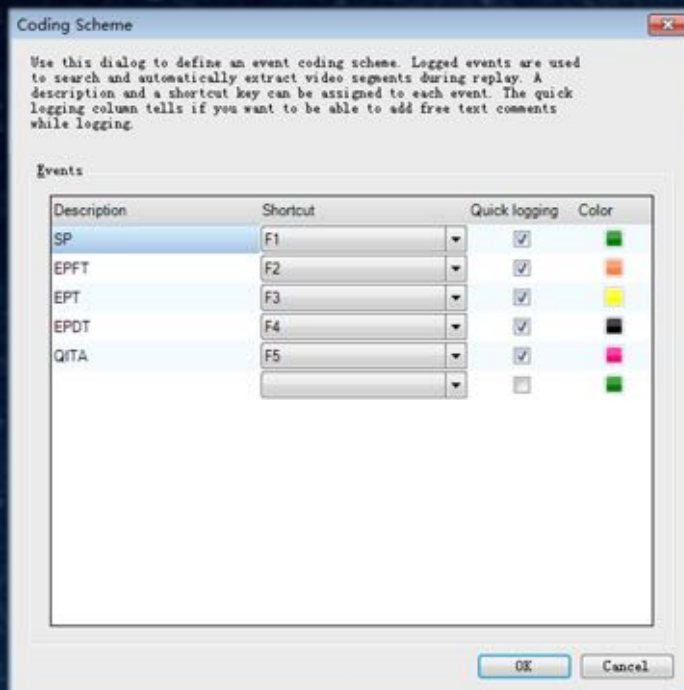 Coding Scheme
Use this dialog to define an event coding scheme. Logged events are used
to search and automatically extract video segments during replay. A
description and a shortcut key can be assigned to each event. The quick
logging column tells if you want to be able to add free text comments
while logging.
Events
Description Shortcut Quick logging Color
SP F1
EPFT F2
EPT F3
EPDT F4
QITA F5
OK Cancel